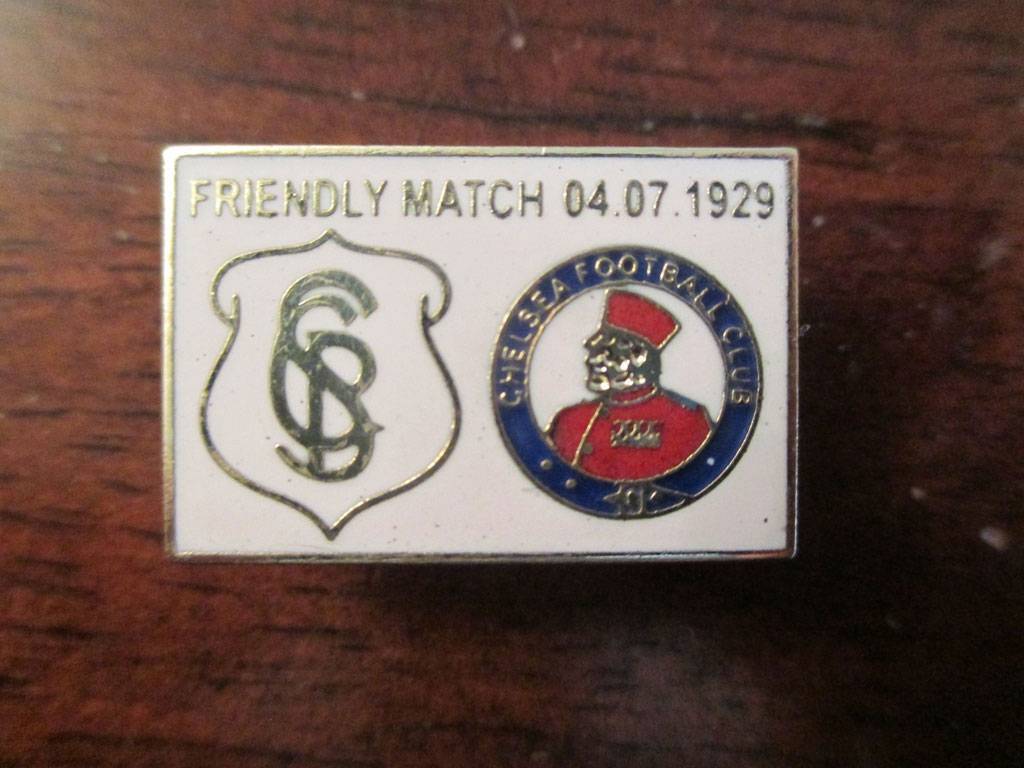 FRIENDLY MATCH 04.07.1929
CHELSEA FOOTBALL CLUB